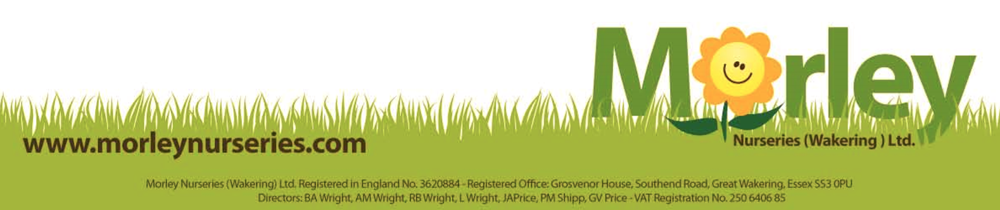 Morley
www.morleynurseries.com
Nurseries (Wakering ) Ltd.
Morley Nurseries (Wakering) Ltd. Registered in England No. 3620884 - Registered Office: Grosvenor House, Southend Road, Great Wakering, Essex SS3 0PU
Directors: BA Wright, AM Wright, RB Wright, L Wright, JAPrice, PM Shipp, GV Price - VAT Registration No. 250 6406 85